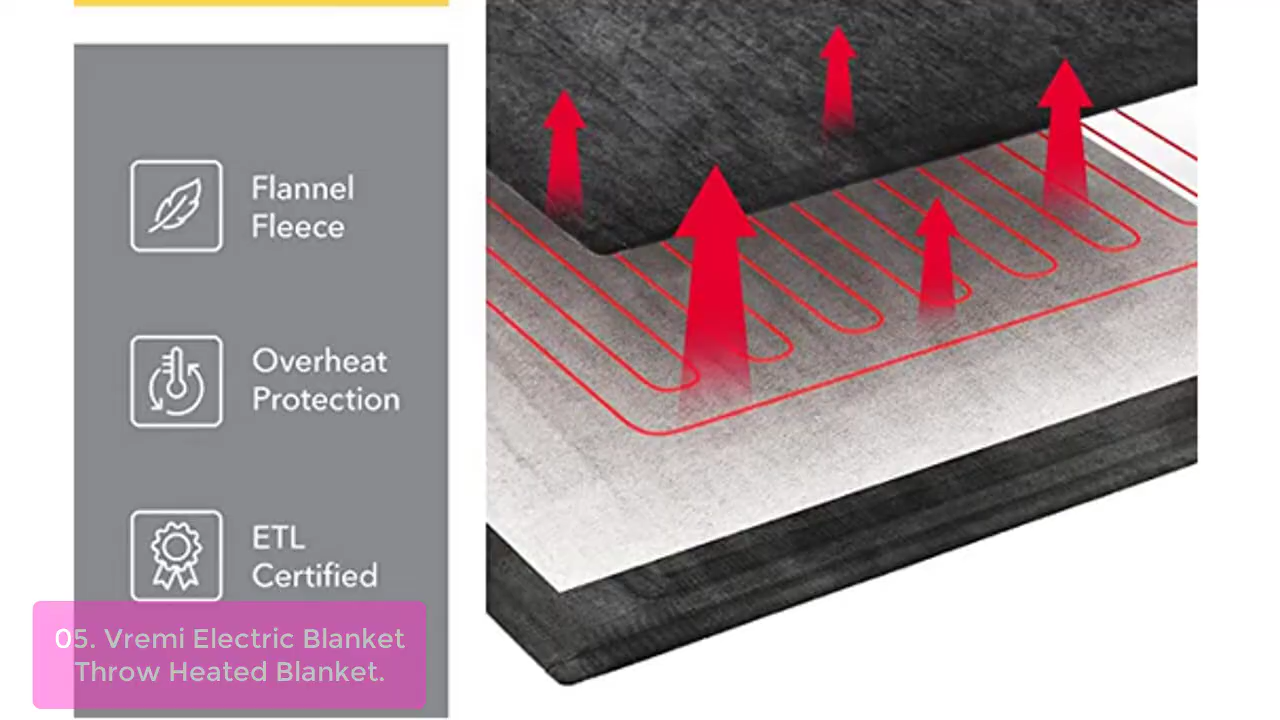 Flannel
Fleece
Overheat
Protection
ETL
Certified
05. Vremi Electric Blanket
Throw Heated Blanket.